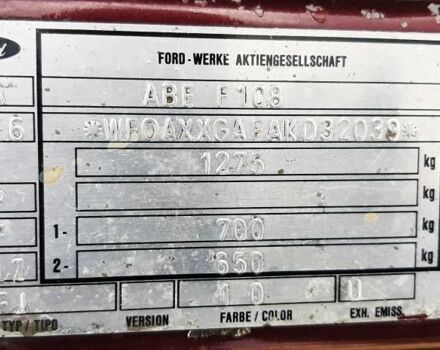 FORD-WERKE AKTIENGESELLSCHAFT
ABE F108
6 *WF0AXXGAFAKD32039*
1275 kg
kg
1- 700 kg
2- 650 kg
10 U
TYP/TIPO VERSION FARBE / COLOR EXH. EMISS.